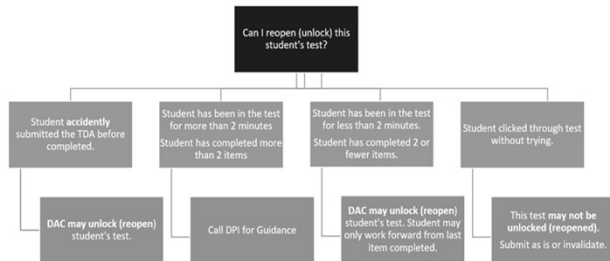 Can I reopen (unlock) this
student's test?
Student accidently
submitted the TDA before
completed.
Student has been in the test
for more than 2 minutes
Student has completed more
than 2 items
Student has been in the test
for less than 2 minutes.
Student has completed 2 or
fewer items.
Student clicked through test
without trying.
DAC may unlock (reopen)
student's test.
Call DPI for Guidance
DAC may unlock (reopen)
student's test. Student may
only work forward from last
item completed.
This test may not be
unlocked (reopened).
Submit as is or invalidate.